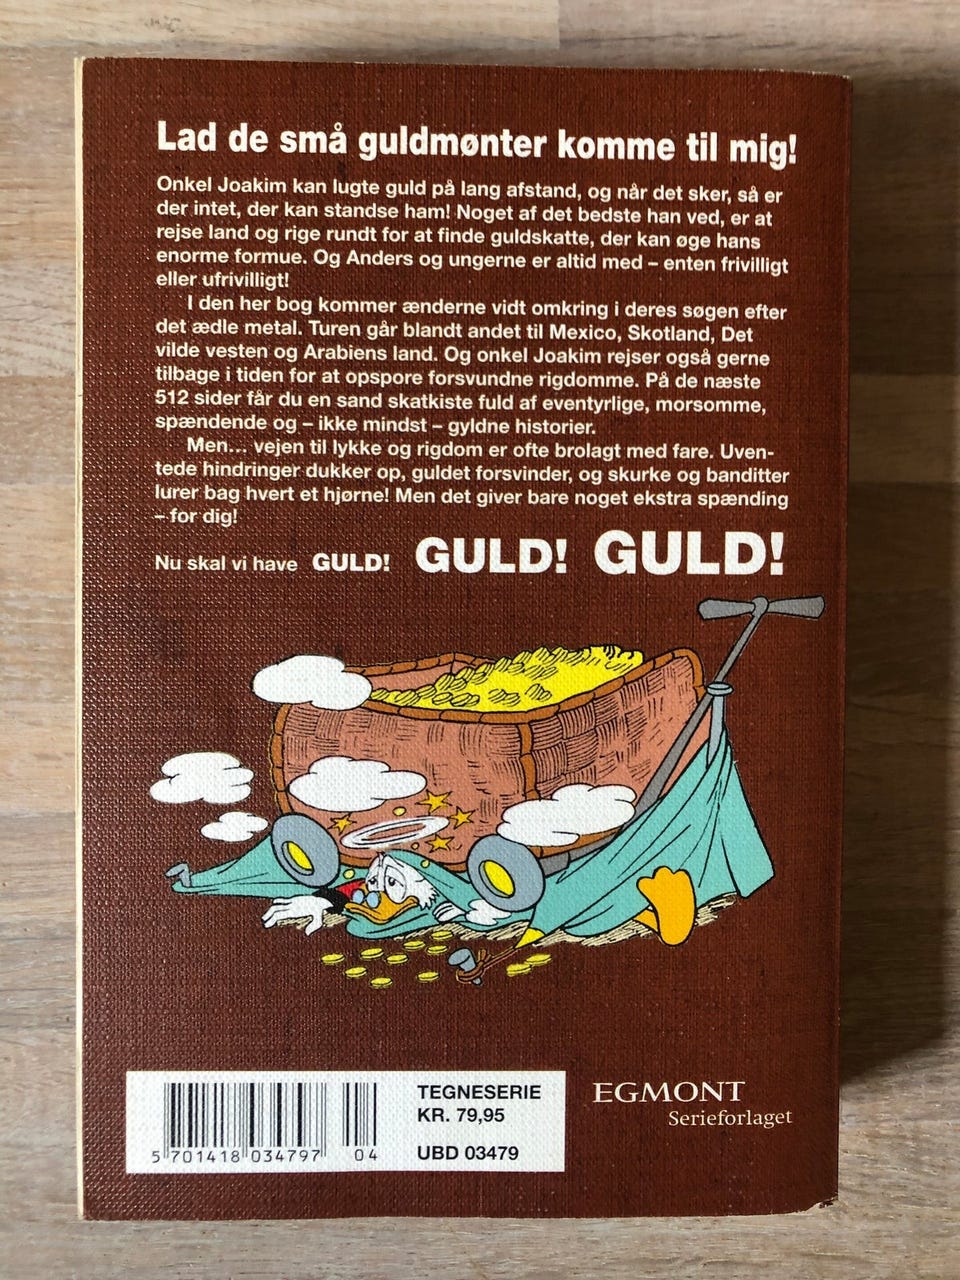 Lad de små guldmønter komme til mig!
Onkel Joakim kan lugte guld på lang afstand, og når det sker, så er
der intet, der kan standse ham! Noget af det bedste han ved, er at
rejse land og rige rundt for at finde guldskatte, der kan øge hans
enorme formue. Og Anders og ungerne er altid med – enten frivilligt
eller ufrivilligt!
I den her bog kommer ænderne vidt omkring i deres søgen efter
det ædle metal. Turen går blandt andet til Mexico, Skotland, Det
vilde vesten og Arabiens land. Og onkel Joakim rejser også gerne
tilbage i tiden for at opspore forsvundne rigdomme. På de næste
512 sider får du en sand skatkiste fuld af eventyrlige, morsomme,
spændende og – ikke mindst – gyldne historier.
Men... vejen til lykke og rigdom er ofte brolagt med fare. Uven-
tede hindringer dukker op, guldet forsvinder, og skurke og banditter
lurer bag hvert et hjørne! Men det giver bare noget ekstra spænding
– for dig!
Nu skal vi have GULD! GULD! GULD!
TEGNESERIE
KR. 79,95
UBD 03479
5 701418 034797 04
EGMONT
Serieforlaget